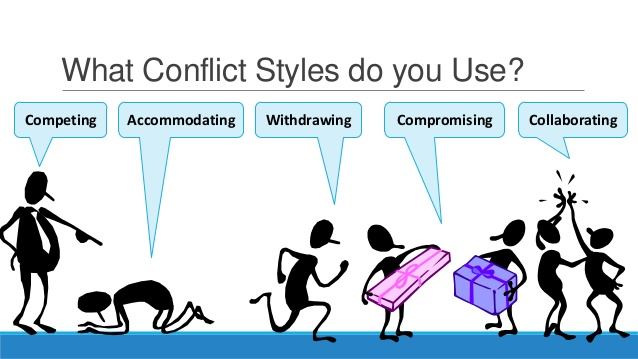 What Conflict Styles do you Use?
Competing
Accommodating
Withdrawing
Compromising
Collaborating